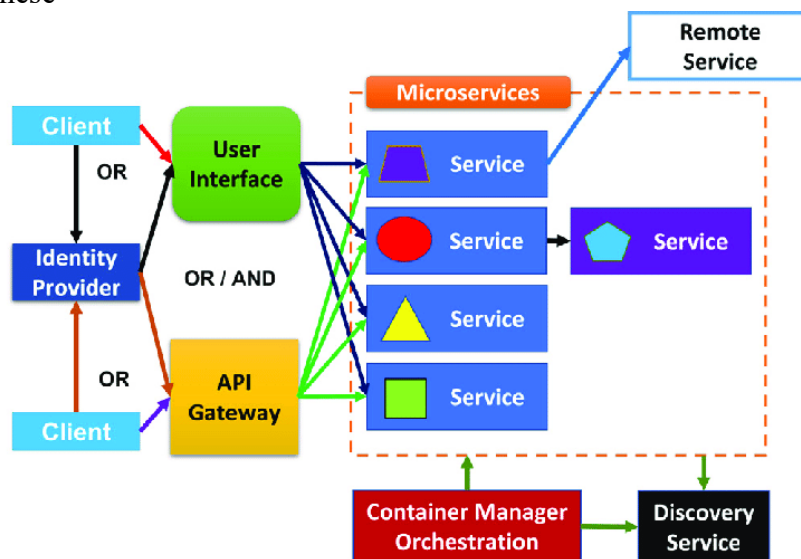 Remote
Service
Microservices
Client
OR
User
Interface
Service
Service
Service
Identity
Provider
OR / AND
Service
OR
API
Gateway
Service
Client
Container Manager
Orchestration
Discovery
Service